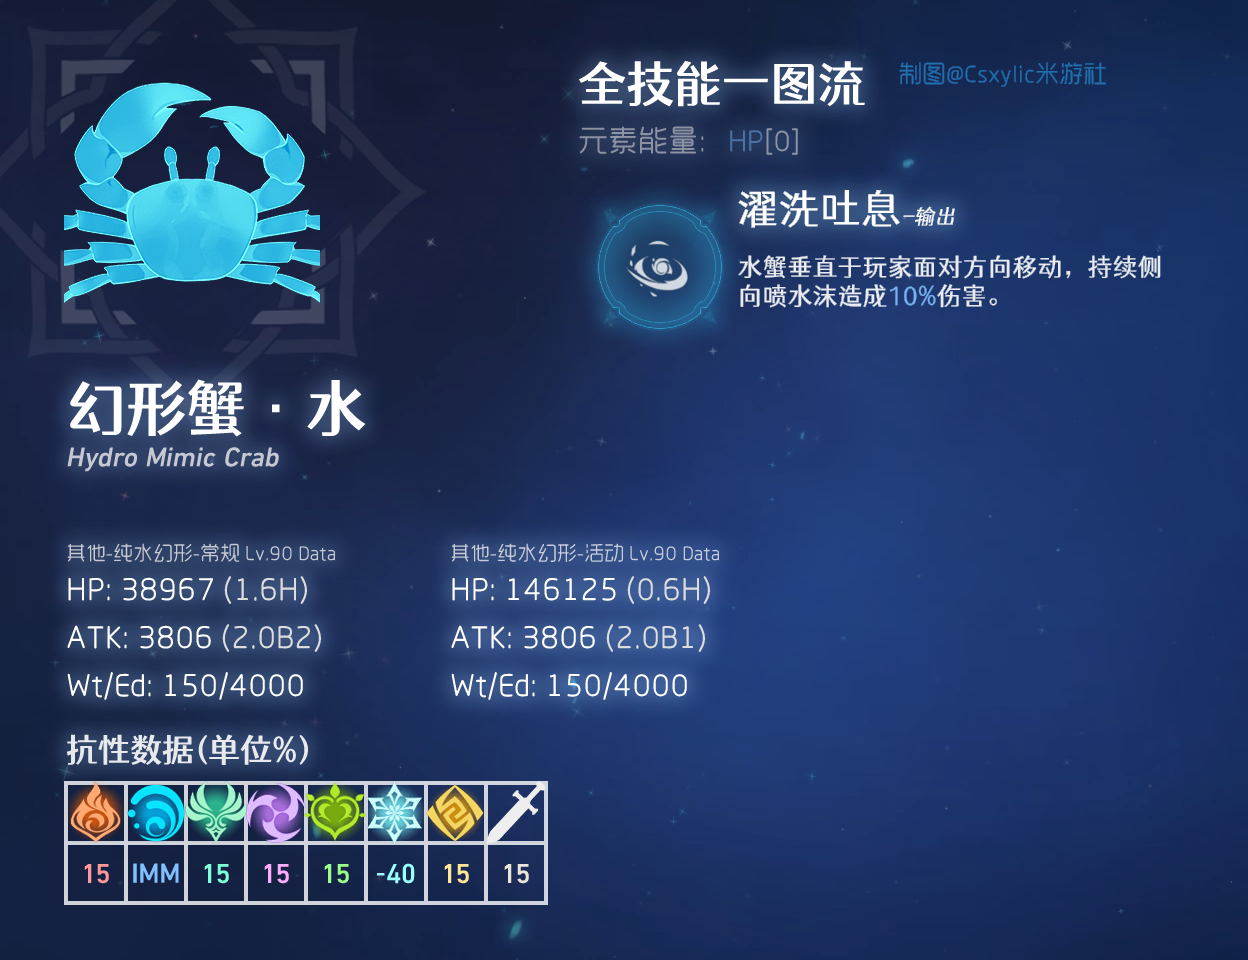 全技能一图流
制图@Csxylic米游社
元素能量: HP[0]
濯洗吐息-输出
水蟹垂直于玩家面对方向移动，持续侧
向喷水沫造成10%伤害。
幻形蟹·水
Hydro Mimic Crab
其他-纯水幻形-常规 Lv.90 Data
HP: 38967 (1.6H)
ATK: 3806 (2.0B2)
Wt/Ed: 150/4000
其他-纯水幻形-活动 Lv.90 Data
HP: 146125 (0.6H)
ATK: 3806 (2.0B1)
Wt/Ed: 150/4000
抗性数据(单位%)
15 IMM 15 15 15 -40 15 15